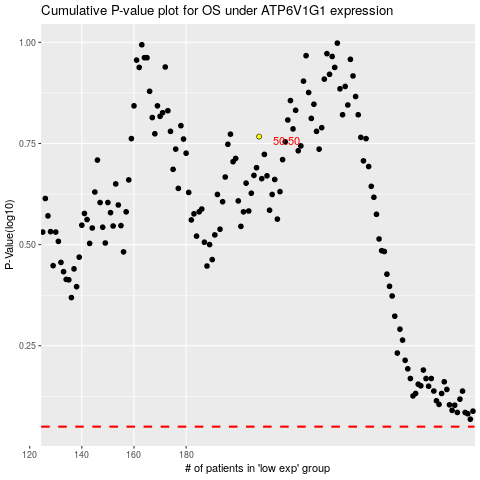 Cumulative P-value plot for OS under ATP6V1G1 expression
1.00
0.75
0.50
0.25
P-Value(log10)
50:50
120 140 160 180
# of patients in 'low exp' group